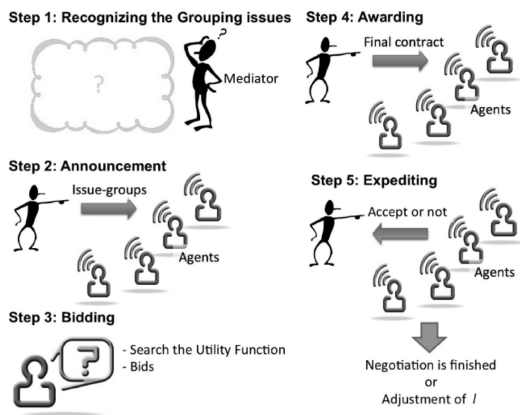 Step 1: Recognizing the Grouping issues
?
?
Mediator
Step 2: Announcement
Issue-groups
Agents
Step 3: Bidding
?
- Search the Utility Function
- Bids
Step 4: Awarding
Final contract
Agents
Step 5: Expediting
Accept or not
Agents
Negotiation is finished
or
Adjustment of l